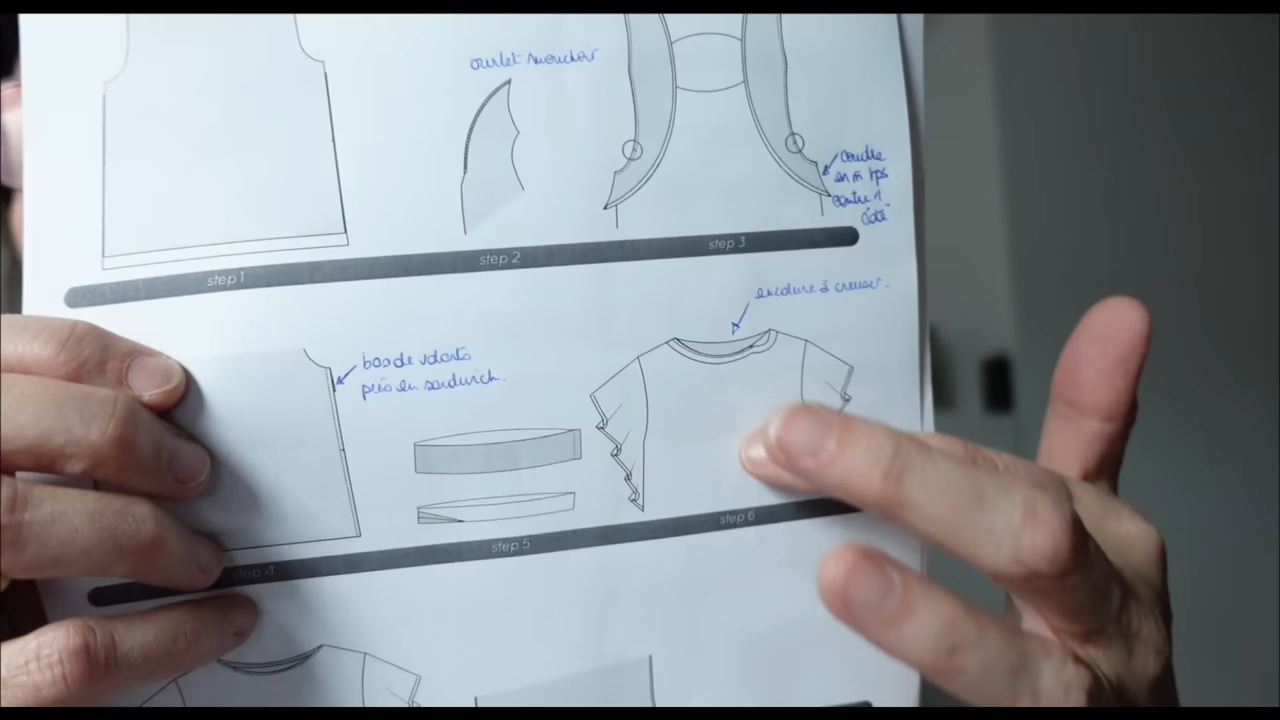 ourlet mouchoir
coudre
en m tps
contre 1
côté
step 1
step 2
step 3
encolure à creuser.
bas de volants
pris en sandwich.
step 4
step 5
step 6